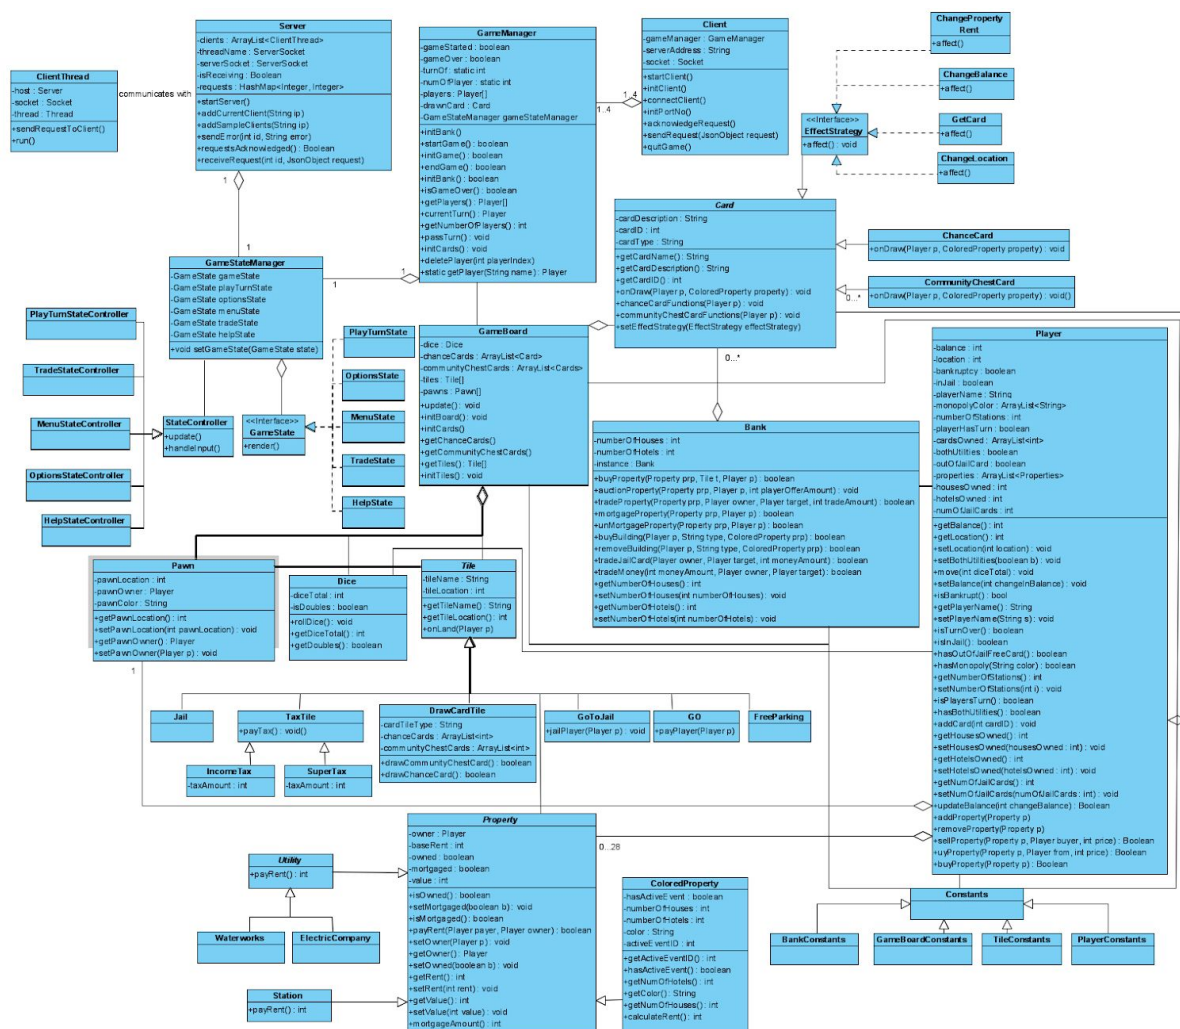 ClientThread
-host : Server
-socket : Socket
-thread : Thread
+sendRequestToClient()
+run()
communicates with
Server
-clients : ArrayList<ClientThread>
-threadName : ServerSocket
-serverSocket : ServerSocket
-isReceiving : Boolean
-requests : HashMap<Integer, Integer>
+startServer()
+addCurrentClient(String ip)
+addSampleClients(String ip)
+sendError(int id, String error)
+requestsAcknowledged() : Boolean
+receiveRequest(int id, JsonObject request)
1
1
GameManager
-gameStarted : boolean
-gameOver : boolean
-turnOf : static int
-numOfPlayer : static int
-players : Player[]
-drawnCard : Card
-GameStateManager gameStateManager
+initBank()
+startGame() : boolean
+initGame() : boolean
+endGame() : boolean
+initBank() : boolean
+isGameOver() : boolean
+getPlayers() : Player[]
+currentTurn() : Player
+getNumberOfPlayers() : int
+passTurn() : void
+initCards() : void
+deletePlayer(int playerIndex)
+static getPlayer(String name) : Player
1..4
1..4
1
1
Client
-gameManager : GameManager
-serverAddress : String
-socket : Socket
+startClient()
+initClient()
+connectClient()
+initPortNo()
+acknowledgeRequest()
+sendRequest(JsonObject request)
+quitGame()
ChangeProperty
Rent
+affect()
ChangeBalance
+affect()
GetCard
+affect()
ChangeLocation
+affect()
<<Interface>>
EffectStrategy
+affect() : void
Card
-cardDescription : String
-cardID : int
-cardType : String
+getCardName() : String
+getCardDescription() : String
+getCardID() : int
+onDraw(Player p, ColoredProperty property) : void
+chanceCardFunctions(Player p) : void
+communityChestCardFunctions(Player p) : void
+setEffectStrategy(EffectStrategy effectStrategy)
0...*
0...*
ChanceCard
+onDraw(Player p, ColoredProperty property) : void
CommunityChestCard
+onDraw(Player p, ColoredProperty property) : void()
GameStateManager
-GameState gameState
-GameState playTurnState
-GameState optionsState
-GameState menuState
-GameState tradeState
-GameState helpState
+void setGameState(GameState state)
PlayTurnStateController
TradeStateController
MenuStateController
OptionsStateController
HelpStateController
StateController
+update()
+handleInput()
<<Interface>>
GameState
+render()
PlayTurnState
OptionsState
MenuState
TradeState
HelpState
GameBoard
-dice : Dice
-chanceCards : ArrayList<Card>
-communityChestCards : ArrayList<Cards>
-tiles : Tile[]
-pawns : Pawn[]
+update() : void
+initBoard() : void
+initCards()
+getChanceCards()
+getCommunityChestCards()
+getTiles() : Tile[]
+initTiles() : void
Bank
-numberOfHouses : int
-numberOfHotels : int
-instance : Bank
+buyProperty(Property prp, Tile t, Player p) : boolean
+auctionProperty(Property prp, Player p, int playerOfferAmount) : void
+tradeProperty(Property prp, Player owner, Player target, int tradeAmount) : boolean
+mortgageProperty(Property prp, Player p) : boolean
+unMortgageProperty(Property prp, Player p) : boolean
+buyBuilding(Player p, String type, ColoredProperty prp) : boolean
+removeBuilding(Player p, String type, ColoredProperty prp) : boolean
+tradeJailCard(Player owner, Player target, int moneyAmount) : boolean
+tradeMoney(int moneyAmount, Player owner, Player target) : boolean
+getNumberOfHouses() : int
+setNumberOfHouses(int numberOfHouses) : void
+getNumberOfHotels() : int
+setNumberOfHotels(int numberOfHotels) : void
Player
-balance : int
-location : int
-bankruptcy : boolean
-inJail : boolean
-playerName : String
-monopolyColor : ArrayList<String>
-numberOfStations : int
-playerHasTurn : boolean
-cardsOwned : ArrayList<int>
-bothUtilities : boolean
-outOfJailCard : boolean
-properties : ArrayList<Properties>
-housesOwned : int
-hotelsOwned : int
-numOfJailCards : int
+getBalance() : int
+getLocation() : int
+setLocation(int location) : void
+setBothUtilities(boolean b) : void
+move(int diceTotal) : void
+setBalance(int changeInBalance) : void
+isBankrupt() : bool
+getPlayerName() : String
+setPlayerName(String s) : void
+isTurnOver() : boolean
+isInJail() : boolean
+hasOutOfJailFreeCard() : boolean
+hasMonopoly(String color) : boolean
+getNumberOfStations() : int
+setNumberOfStations(int i) : void
+isPlayersTurn() : boolean
+hasBothUtilities() : boolean
+addCard(int cardID) : void
+getHousesOwned() : int
+setHousesOwned(housesOwned : int) : void
+getHotelsOwned() : int
+setHotelsOwned(hotelsOwned : int) : void
+getNumOfJailCards() : int
+setNumOfJailCards(numOfJailCards : int) : void
+updateBalance(int changeBalance) : Boolean
+addProperty(Property p)
+removeProperty(Property p)
+sellProperty(Property p, Player buyer, int price) : Boolean
+uyProperty(Property p, Player from, int price) : Boolean
+buyProperty(Property p) : Boolean
Pawn
-pawnLocation : int
-pawnOwner : Player
-pawnColor : String
+getPawnLocation() : int
+setPawnLocation(int pawnLocation) : void
+getPawnOwner() : Player
+setPawnOwner(Player p) : void
1
Dice
-diceTotal : int
-isDoubles : boolean
+rollDice() : void
+getDiceTotal() : int
+getDoubles() : boolean
Tile
-tileName : String
-tileLocation : int
+getTileName() : String
+getTileLocation() : int
+onLand(Player p)
Jail
TaxTile
+payTax() : void()
IncomeTax
-taxAmount : int
SuperTax
-taxAmount : int
DrawCardTile
-cardTileType : String
-chanceCards : ArrayList<int>
-communityChestCards : ArrayList<int>
+drawCommunityChestCard() : boolean
+drawChanceCard() : boolean
GoToJail
+jailPlayer(Player p) : void
GO
+payPlayer(Player p)
FreeParking
Property
-owner : Player
-baseRent : int
-owned : boolean
-mortgaged : boolean
-value : int
+isOwned() : boolean
+setMortgaged(boolean b) : void
+isMortgaged() : boolean
+payRent(Player payer, Player owner) : boolean
+setOwner(Player p) : void
+getOwner() : Player
+setOwned(boolean b) : void
+getRent() : int
+setRent(int rent) : void
+getValue() : int
+setValue(int value) : void
+mortgageAmount() : int
0...28
Utility
+payRent() : int
Waterworks
ElectricCompany
Station
+payRent() : int
ColoredProperty
-hasActiveEvent : boolean
-numberOfHouses : int
-numberOfHotels : int
-color : String
-activeEventID : int
+getActiveEventID() : int
+hasActiveEvent() : boolean
+getNumOfHotels() : int
+getColor() : String
+getNumOfHouses() : int
+calculateRent() : int
Constants
BankConstants
GameBoardConstants
TileConstants
PlayerConstants